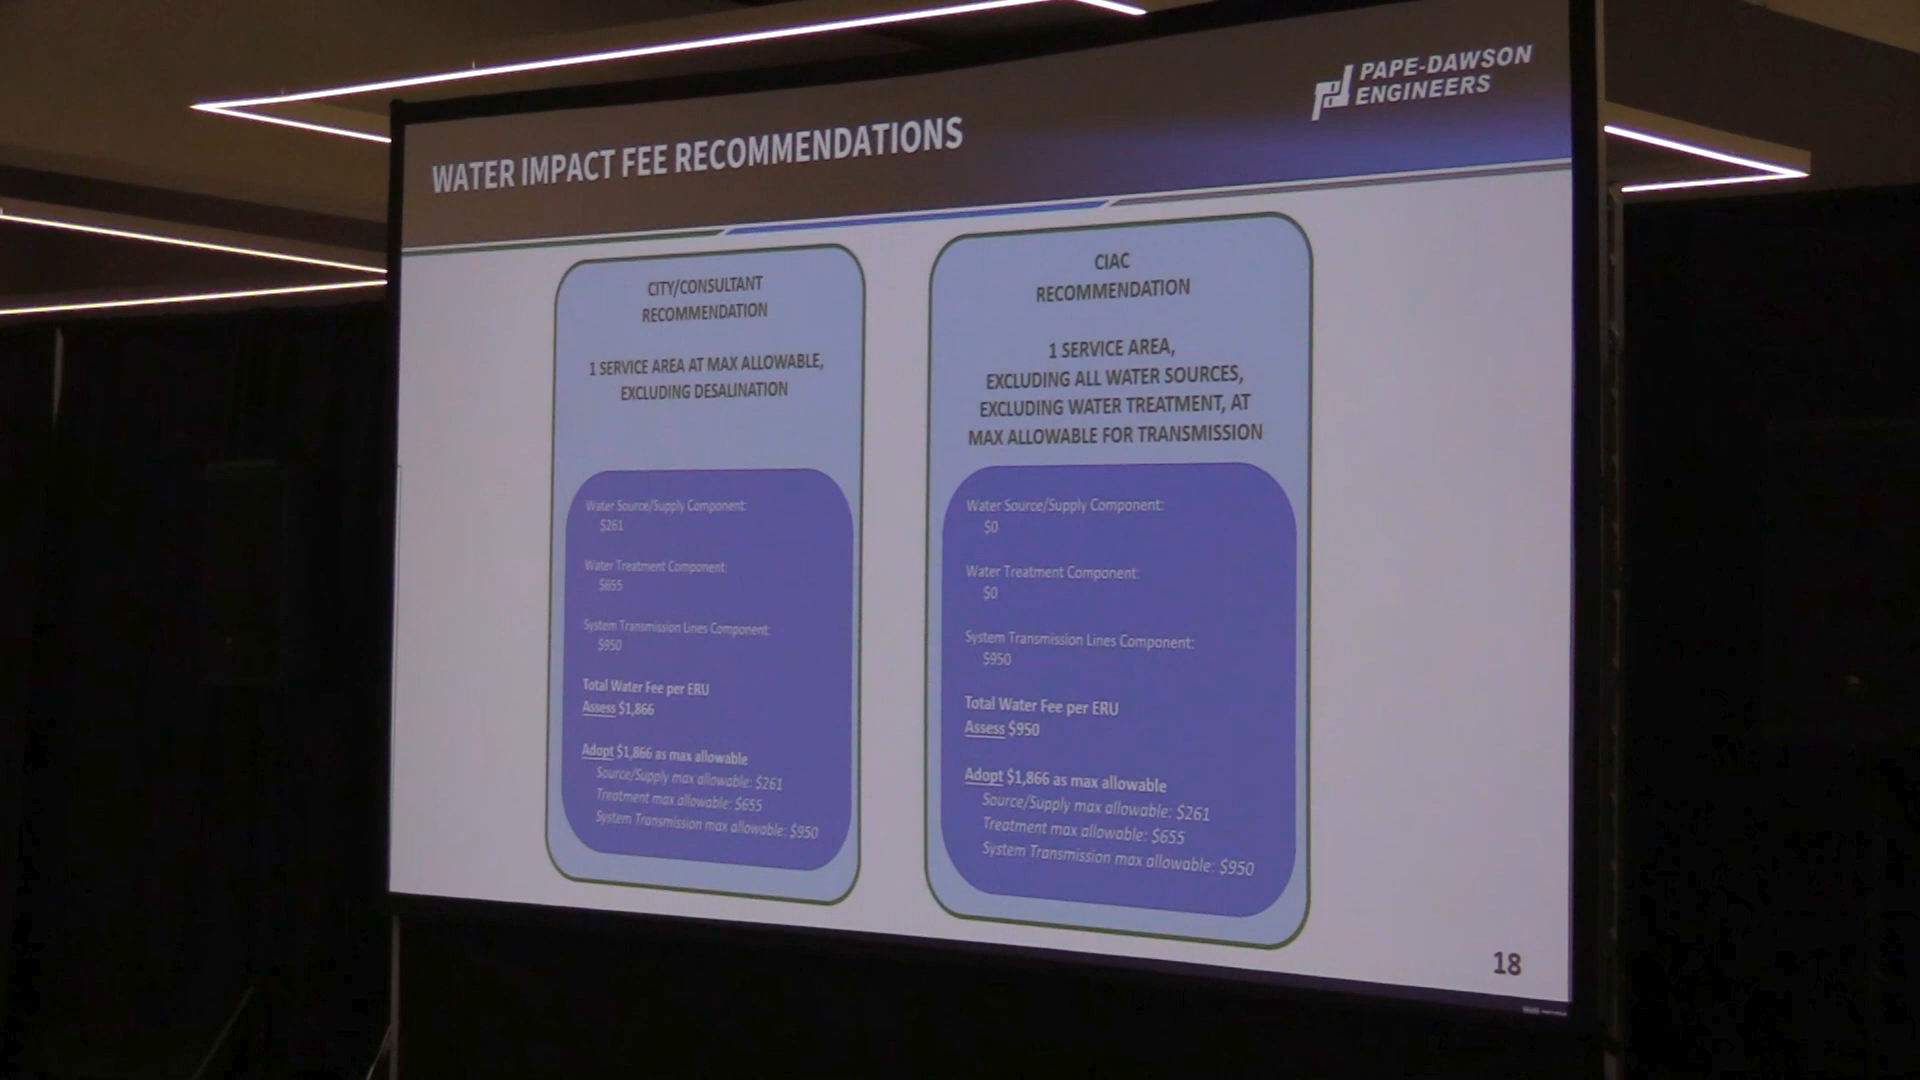 PAPE-DAWSON
ENGINEERS
WATER IMPACT FEE RECOMMENDATIONS
CITY/CONSULTANT
RECOMMENDATION
1 SERVICE AREA AT MAX ALLOWABLE,
EXCLUDING DESALINATION
Water Source/Supply Component:
$261
Water Treatment Component:
$655
System Transmission Lines Component:
$950
Total Water Fee per ERU
Assess $1,866
Adopt $1,866 as max allowable
Source/Supply max allowable: $261
Treatment max allowable: $655
System Transmission max allowable: $950
CIAC
RECOMMENDATION
1 SERVICE AREA,
EXCLUDING ALL WATER SOURCES,
EXCLUDING WATER TREATMENT, AT
MAX ALLOWABLE FOR TRANSMISSION
Water Source/Supply Component:
$0
Water Treatment Component:
$0
System Transmission Lines Component:
$950
Total Water Fee per ERU
Assess $950
Adopt $1,866 as max allowable
Source/Supply max allowable: $261
Treatment max allowable: $655
System Transmission max allowable: $950
18